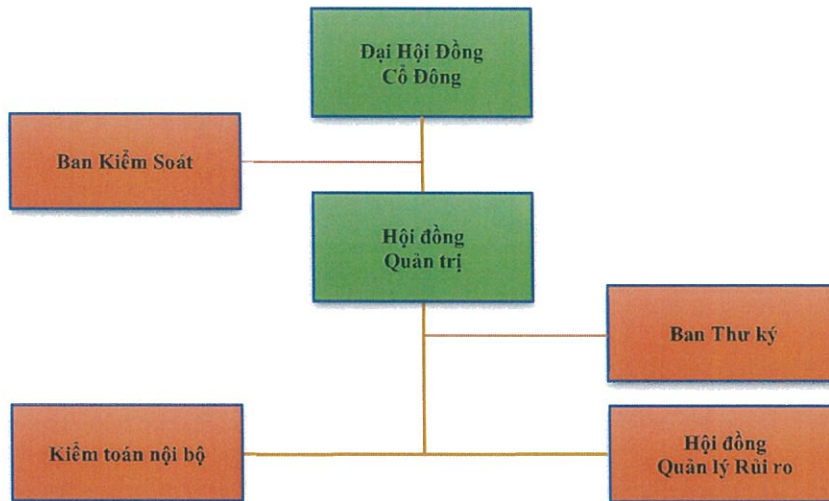 Đại Hội Đồng
Cổ Đông
Ban Kiểm Soát
Hội đồng
Quản trị
Ban Thư ký
Kiểm toán nội bộ
Hội đồng
Quản lý Rủi ro